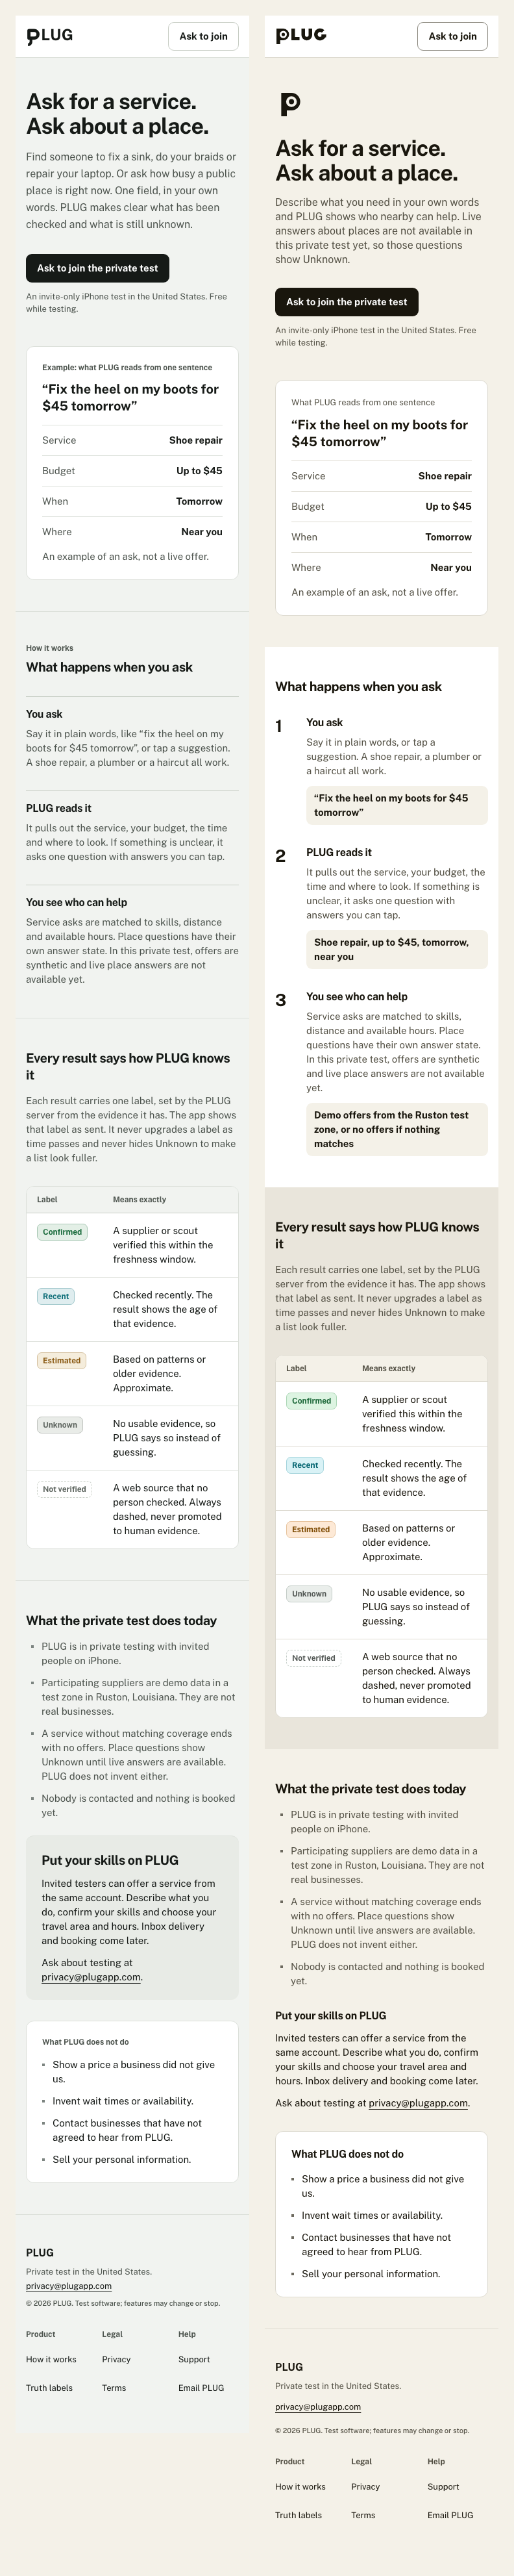 PLUG
Ask to join
Ask for a service.
Ask about a place.
Find someone to fix a sink, do your braids or
repair your laptop. Or ask how busy a public
place is right now. One field, in your own
words. PLUG makes clear what has been
checked and what is still unknown.
Ask to join the private test
An invite-only iPhone test in the United States. Free
while testing.
Example: what PLUG reads from one sentence
“Fix the heel on my boots for
$45 tomorrow”
Service Shoe repair
Budget Up to $45
When Tomorrow
Where Near you
An example of an ask, not a live offer.
How it works
What happens when you ask
You ask
Say it in plain words, like “fix the heel on my
boots for $45 tomorrow”, or tap a suggestion.
A shoe repair, a plumber or a haircut all work.
PLUG reads it
It pulls out the service, your budget, the time
and where to look. If something is unclear, it
asks one question with answers you can tap.
You see who can help
Service asks are matched to skills, distance
and available hours. Place questions have their
own answer state. In this private test, offers are
synthetic and live place answers are not
available yet.
Every result says how PLUG knows
it
Each result carries one label, set by the PLUG
server from the evidence it has. The app shows
that label as sent. It never upgrades a label as
time passes and never hides Unknown to make
a list look fuller.
Label Means exactly
Confirmed A supplier or scout
verified this within the
freshness window.
Recent Checked recently. The
result shows the age of
that evidence.
Estimated Based on patterns or
older evidence.
Approximate.
Unknown No usable evidence, so
PLUG says so instead of
guessing.
Not verified A web source that no
person checked. Always
dashed, never promoted
to human evidence.
What the private test does today
PLUG is in private testing with invited
people on iPhone.
Participating suppliers are demo data in a
test zone in Ruston, Louisiana. They are not
real businesses.
A service without matching coverage ends
with no offers. Place questions show
Unknown until live answers are available.
PLUG does not invent either.
Nobody is contacted and nothing is booked
yet.
Put your skills on PLUG
Invited testers can offer a service from
the same account. Describe what you
do, confirm your skills and choose your
travel area and hours. Inbox delivery
and booking come later.
Ask about testing at
privacy@plugapp.com.
What PLUG does not do
Show a price a business did not give
us.
Invent wait times or availability.
Contact businesses that have not
agreed to hear from PLUG.
Sell your personal information.
PLUG
Private test in the United States.
privacy@plugapp.com
© 2026 PLUG. Test software; features may change or stop.
Product Legal Help
How it works Privacy Support
Truth labels Terms Email PLUG
PLUG
Ask to join
P
Ask for a service.
Ask about a place.
Describe what you need in your own words
and PLUG shows who nearby can help. Live
answers about places are not available in
this private test yet, so those questions
show Unknown.
Ask to join the private test
An invite-only iPhone test in the United States. Free
while testing.
What PLUG reads from one sentence
“Fix the heel on my boots for
$45 tomorrow”
Service Shoe repair
Budget Up to $45
When Tomorrow
Where Near you
An example of an ask, not a live offer.
What happens when you ask
1 You ask
Say it in plain words, or tap a
suggestion. A shoe repair, a plumber or
a haircut all work.
“Fix the heel on my boots for $45
tomorrow”
2 PLUG reads it
It pulls out the service, your budget, the
time and where to look. If something is
unclear, it asks one question with
answers you can tap.
Shoe repair, up to $45, tomorrow,
near you
3 You see who can help
Service asks are matched to skills,
distance and available hours. Place
questions have their own answer state.
In this private test, offers are synthetic
and live place answers are not available
yet.
Demo offers from the Ruston test
zone, or no offers if nothing
matches
Every result says how PLUG knows
it
Each result carries one label, set by the PLUG
server from the evidence it has. The app shows
that label as sent. It never upgrades a label as
time passes and never hides Unknown to make
a list look fuller.
Label Means exactly
Confirmed A supplier or scout
verified this within the
freshness window.
Recent Checked recently. The
result shows the age of
that evidence.
Estimated Based on patterns or
older evidence.
Approximate.
Unknown No usable evidence, so
PLUG says so instead of
guessing.
Not verified A web source that no
person checked. Always
dashed, never promoted
to human evidence.
What the private test does today
PLUG is in private testing with invited
people on iPhone.
Participating suppliers are demo data in a
test zone in Ruston, Louisiana. They are not
real businesses.
A service without matching coverage ends
with no offers. Place questions show
Unknown until live answers are available.
PLUG does not invent either.
Nobody is contacted and nothing is booked
yet.
Put your skills on PLUG
Invited testers can offer a service from the
same account. Describe what you do, confirm
your skills and choose your travel area and
hours. Inbox delivery and booking come later.
Ask about testing at privacy@plugapp.com.
What PLUG does not do
Show a price a business did not give
us.
Invent wait times or availability.
Contact businesses that have not
agreed to hear from PLUG.
Sell your personal information.
PLUG
Private test in the United States.
privacy@plugapp.com
© 2026 PLUG. Test software; features may change or stop.
Product Legal Help
How it works Privacy Support
Truth labels Terms Email PLUG